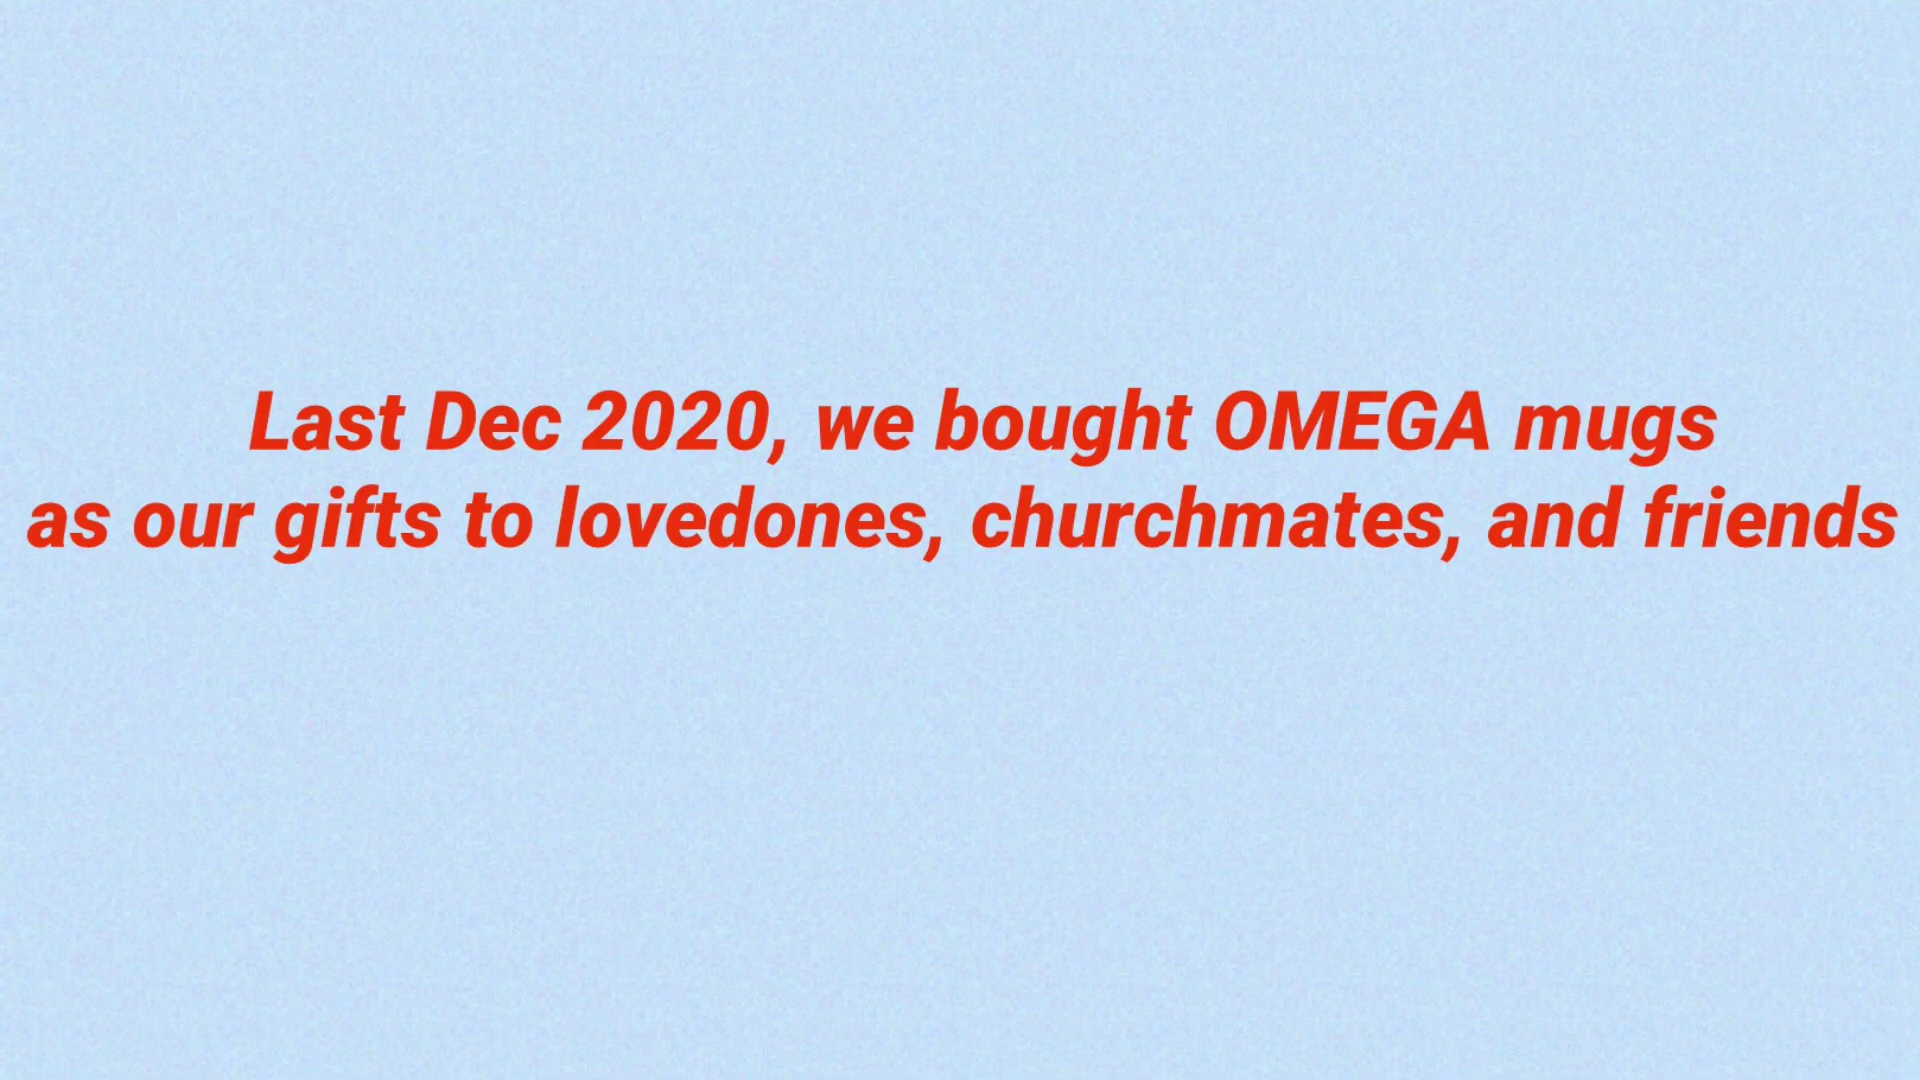 Last Dec 2020, we bought OMEGA mugs
as our gifts to lovedones, churchmates, and friends